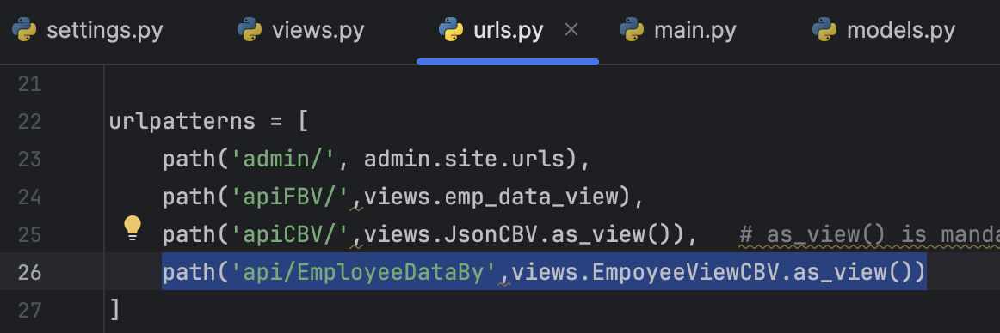 settings.py views.py urls.py main.py models.py
21
22 urlpatterns = [
23 path('admin/', admin.site.urls),
24 path('apiFBV/',views.emp_data_view),
25 path('apiCBV/',views.JsonCBV.as_view()), # as_view() is
26 path('api/EmployeeDataBy',views.EmpoyeeViewCBV.as_view())
27 ]